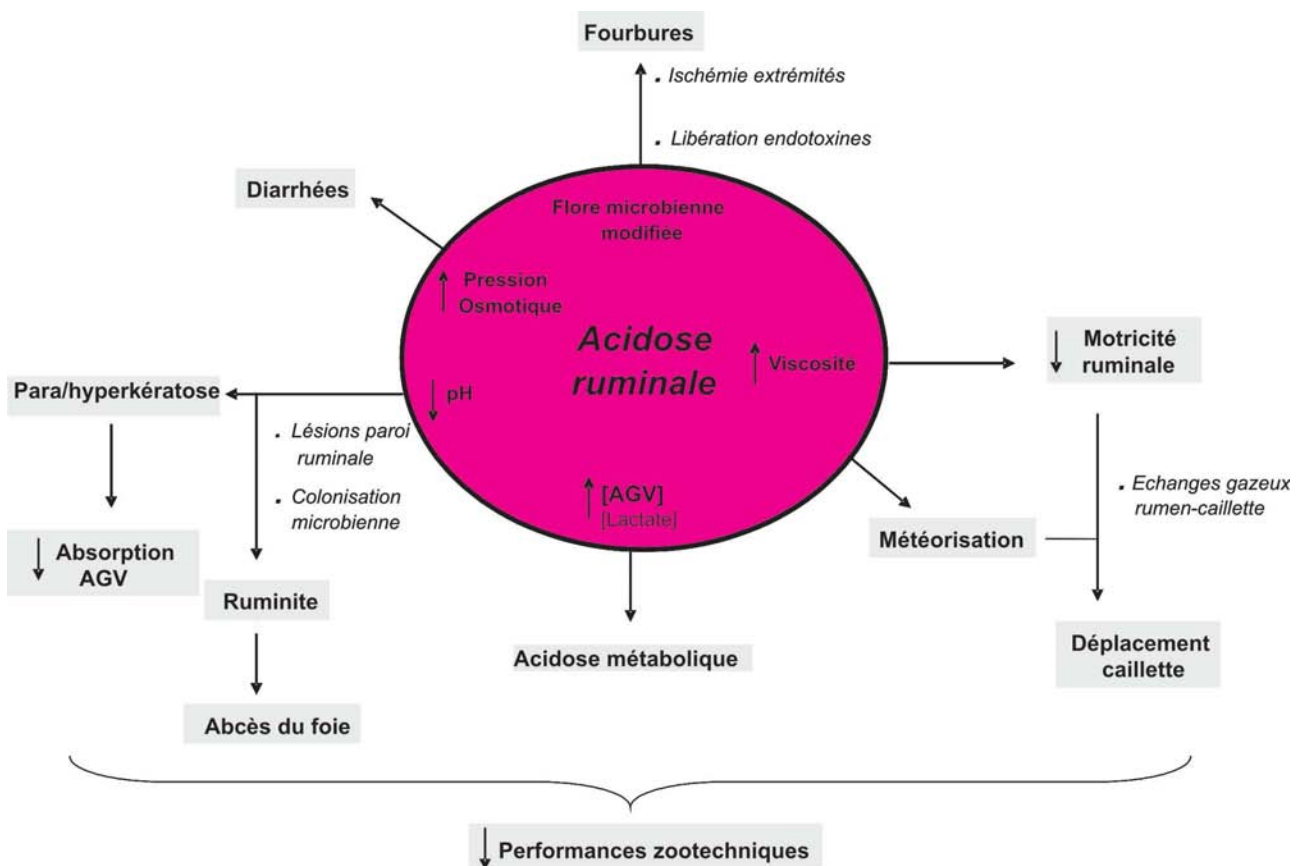 Fourbures
. Ischémie extrémités
. Libération endotoxines
Diarrhées
Flore microbienne
modifiée
Pression
Osmotique
Acidose
ruminale
Viscosité
Motricité
ruminale
Para/hyperkératose
pH
. Lésions paroi
ruminale
. Colonisation
microbienne
[AGV]
[Lactate]
. Echanges gazeux
rumen-caillette
Météorisation
Absorption
AGV
Ruminite
Acidose métabolique
Déplacement
caillette
Abcès du foie
Performances zootechniques